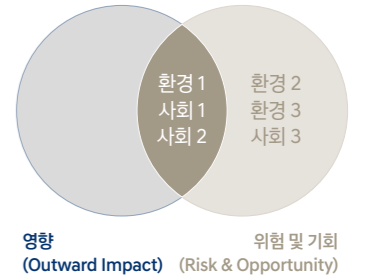 환경 1
사회 1
사회 2
환경 2
환경 3
사회 3
영향
(Outward Impact)
위험 및 기회
(Risk & Opportunity)